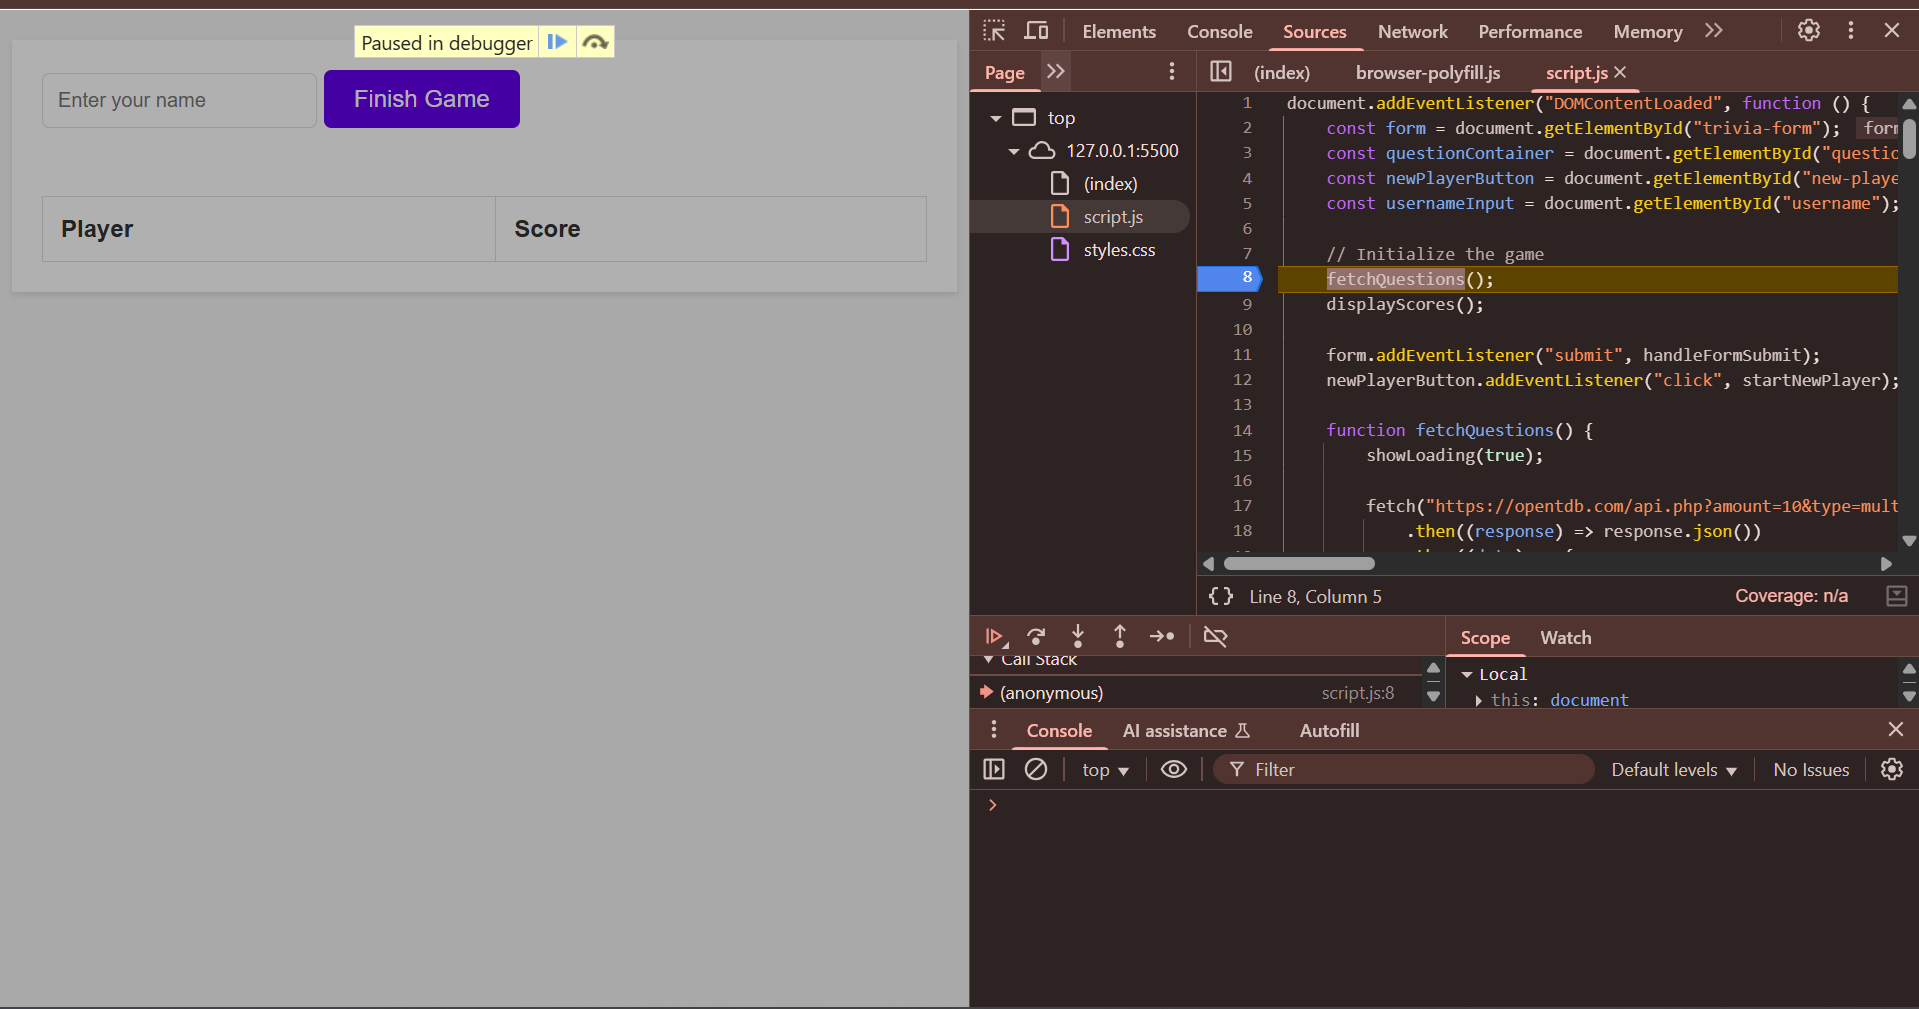 Paused in debugger
Enter your name
Finish Game
Player Score
Elements Console Sources Network Performance Memory
Page
(index) browser-polyfill.js script.js
top
127.0.0.1:5500
(index)
script.js
styles.css
1 document.addEventListener("DOMContentLoaded", function () {
2 const form = document.getElementById("trivia-form"); form
3 const questionContainer = document.getElementById("questio
4 const newPlayerButton = document.getElementById("new-playe
5 const usernameInput = document.getElementById("username");
6
7 // Initialize the game
8 fetchQuestions();
9 displayScores();
10
11 form.addEventListener("submit", handleFormSubmit);
12 newPlayerButton.addEventListener("click", startNewPlayer);
13
14 function fetchQuestions() {
15 showLoading(true);
16
17 fetch("https://opentdb.com/api.php?amount=10&type=mult
18 .then((response) => response.json())
{} Line 8, Column 5
Coverage: n/a
Scope Watch
Call Stack
(anonymous) script.js:8
Local
this: document
Console AI assistance Autofill
top Filter Default levels No Issues